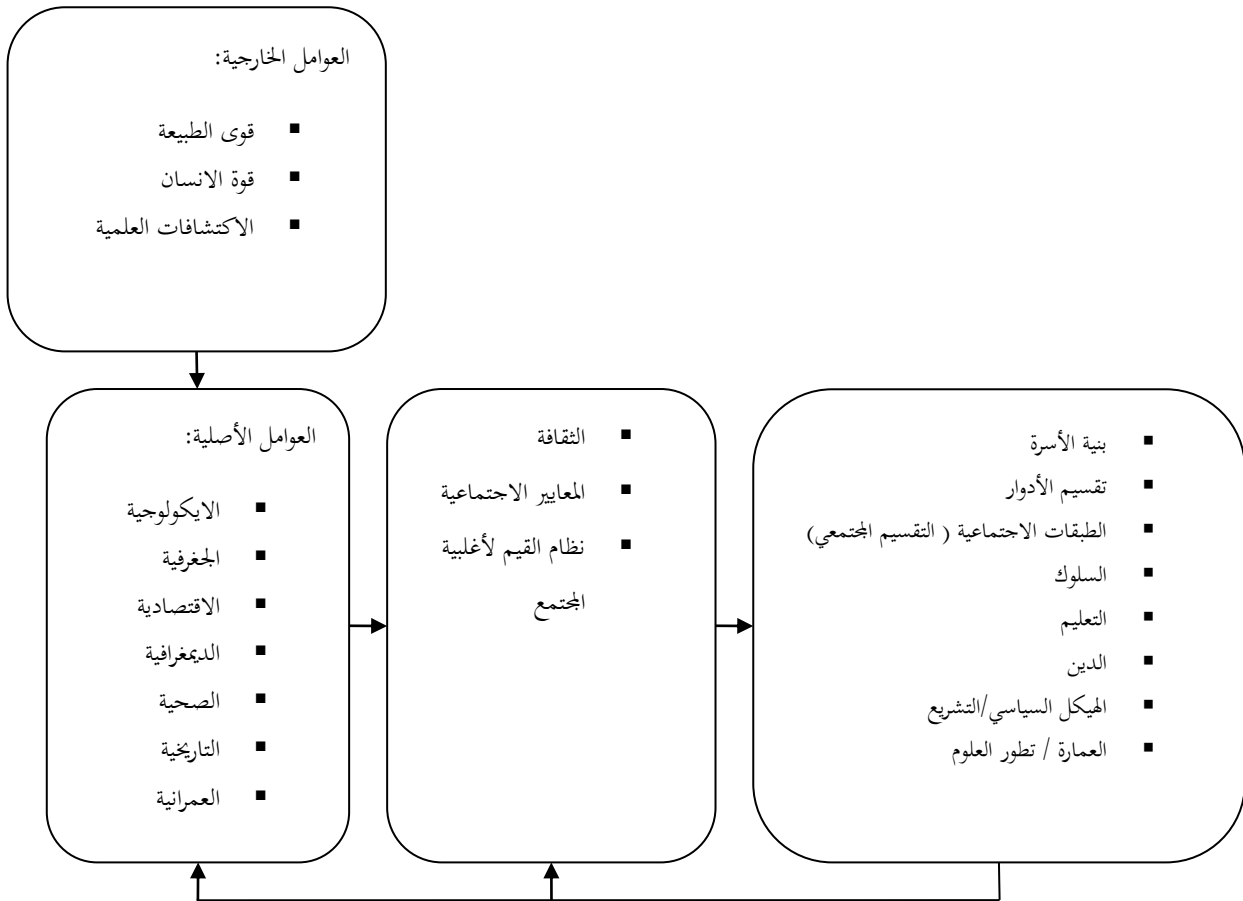 العوامل الخارجية:
▪ قوى الطبيعة
▪ قوة الانسان
▪ الاكتشافات العلمية
العوامل الأصلية:
▪ الايكولوجية
▪ الجغرفية
▪ الاقتصادية
▪ الديمغرافية
▪ الصحية
▪ التاريخية
▪ العمرانية
▪ الثقافة
▪ المعايير الاجتماعية
▪ نظام القيم لأغلبية
المجتمع
▪ بنية الأسرة
▪ تقسيم الأدوار
▪ الطبقات الاجتماعية ( التقسيم المجتمعي)
▪ السلوك
▪ التعليم
▪ الدين
▪ الهيكل السياسي/التشريع
▪ العمارة / تطور العلوم